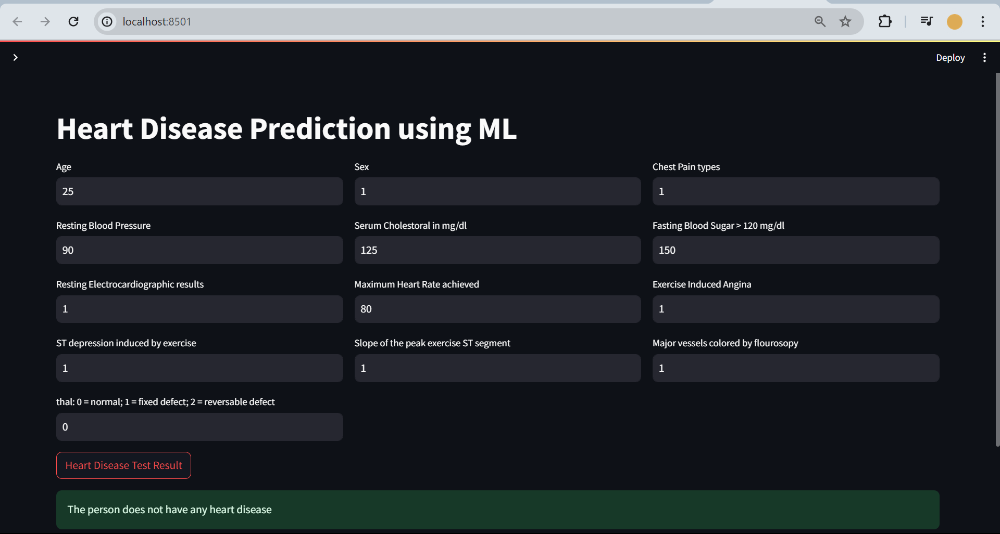 localhost:8501
Deploy
Heart Disease Prediction using ML
Age
Sex
Chest Pain types
25
1
1
Resting Blood Pressure
Serum Cholestoral in mg/dl
Fasting Blood Sugar > 120 mg/dl
90
125
150
Resting Electrocardiographic results
Maximum Heart Rate achieved
Exercise Induced Angina
1
80
1
ST depression induced by exercise
Slope of the peak exercise ST segment
Major vessels colored by flourosopy
1
1
1
thal: 0 = normal; 1 = fixed defect; 2 = reversable defect
0
Heart Disease Test Result
The person does not have any heart disease